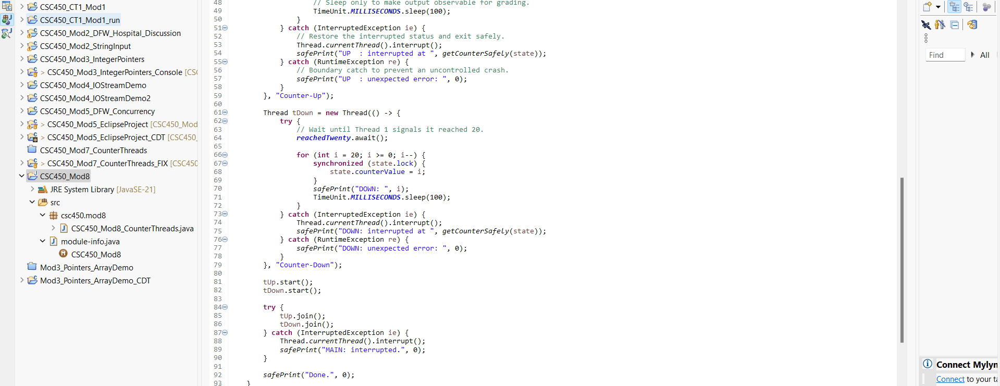 CSC450_CT1_Mod1
CSC450_CT1_Mod1_run
CSC450_Mod2_DFW_Hospital_Discussion
CSC450_Mod2_StringInput
CSC450_Mod3_IntegerPointers
> CSC450_Mod3_IntegerPointers_Console [CS
CSC450_Mod4_IOStreamDemo
CSC450_Mod4_IOStreamDemo2
CSC450_Mod5_DFW_Concurrency
> CSC450_Mod5_EclipseProject [CSC450_Mod
> CSC450_Mod5_EclipseProject_CDT [CSC450_
CSC450_Mod7_CounterThreads
> CSC450_Mod7_CounterThreads_FIX [CSC450
CSC450_Mod8
JRE System Library [JavaSE-21]
src
csc450.mod8
CSC450_Mod8_CounterThreads.java
module-info.java
CSC450_Mod8
Mod3_Pointers_ArrayDemo
Mod3_Pointers_ArrayDemo_CDT
48 // Sleep only to make output observable for grading.
49 TimeUnit.MILLISECONDS.sleep(100);
50 }
51 } catch (InterruptedException ie) {
52 // Restore the interrupted status and exit safely.
53 Thread.currentThread().interrupt();
54 safePrint("UP  : interrupted at ", getCounterSafely(state));
55 } catch (RuntimeException re) {
56 // Boundary catch to prevent an uncontrolled crash.
57 safePrint("UP  : unexpected error: ", 0);
58 }
59 }, "Counter-Up");
60
61 Thread tDown = new Thread(() -> {
62 try {
63 // Wait until Thread 1 signals it reached 20.
64 reachedTwenty.await();
65
66 for (int i = 20; i >= 0; i--) {
67 synchronized (state.lock) {
68 state.counterValue = i;
69 }
70 safePrint("DOWN: ", i);
71 TimeUnit.MILLISECONDS.sleep(100);
72 }
73 } catch (InterruptedException ie) {
74 Thread.currentThread().interrupt();
75 safePrint("DOWN: interrupted at ", getCounterSafely(state));
76 } catch (RuntimeException re) {
77 safePrint("DOWN: unexpected error: ", 0);
78 }
79 }, "Counter-Down");
80
81 tUp.start();
82 tDown.start();
83
84 try {
85 tUp.join();
86 tDown.join();
87 } catch (InterruptedException ie) {
88 Thread.currentThread().interrupt();
89 safePrint("MAIN: interrupted.", 0);
90 }
91
92 safePrint("Done.", 0);
93 }
Find
All
Connect Mylyn
Connect to your ta